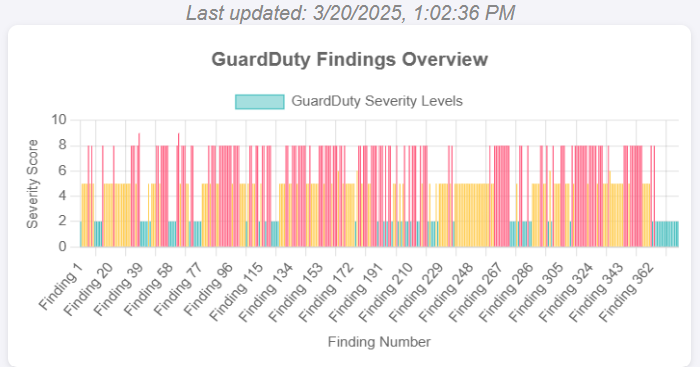 Last updated: 3/20/2025, 1:02:36 PM
GuardDuty Findings Overview
GuardDuty Severity Levels
10
8
6
4
2
0
Severity Score
Finding 1
Finding 20
Finding 39
Finding 58
Finding 77
Finding 96
Finding 115
Finding 134
Finding 153
Finding 172
Finding 191
Finding 210
Finding 229
Finding 248
Finding 267
Finding 286
Finding 305
Finding 324
Finding 343
Finding 362
Finding Number